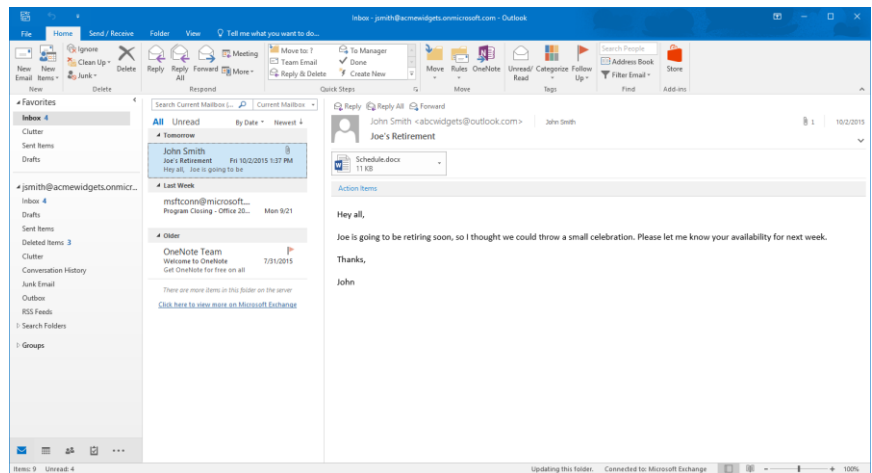 Inbox - jsmith@acmewidgets.onmicrosoft.com - Outlook
File Home Send / Receive Folder View Tell me what you want to do...
New Email
New Items
Ignore
Clean Up
Junk
Delete
Reply
Reply All
Forward
Meeting
More
Move to: ?
Team Email
Reply & Delete
To Manager
Done
Create New
Move
Rules
OneNote
Unread/ Read
Categorize
Follow Up
Search People
Address Book
Filter Email
Store
New Delete Respond Quick Steps Move Tags Find Add-ins
Favorites
Inbox 4
Clutter
Sent Items
Drafts
jsmith@acmewidgets.onmicr...
Inbox 4
Drafts
Sent Items
Deleted Items 3
Clutter
Conversation History
Junk Email
Outbox
RSS Feeds
Search Folders
Groups
Search Current Mailbox (... Current Mailbox
All Unread By Date Newest ↓
Tomorrow
John Smith
Joe's Retirement Fri 10/2/2015 1:37 PM
Hey all, Joe is going to be
Last Week
msftconn@microsoft...
Program Closing - Office 20... Mon 9/21
Older
OneNote Team
Welcome to OneNote 7/31/2015
Get OneNote for free on all
There are more items in this folder on the server
Click here to view more on Microsoft Exchange
Reply Reply All Forward
John Smith <abcwidgets@outlook.com> John Smith 1 10/2/2015
Joe's Retirement
Schedule.docx
11 KB
Action Items
Hey all,
Joe is going to be retiring soon, so I thought we could throw a small celebration. Please let me know your availability for next week.
Thanks,
John
Items: 9 Unread: 4 Updating this folder. Connected to: Microsoft Exchange 100%